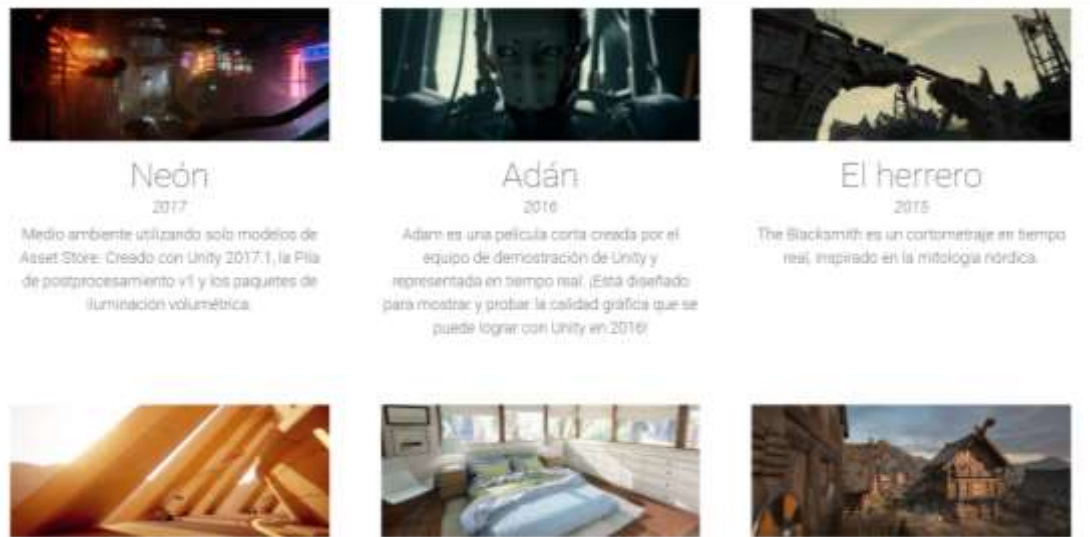 Neón
2017
Medio ambiente utilizando solo modelos de
Asset Store. Creado con Unity 2017.1, la Pila
de postprocesamiento v1 y los paquetes de
iluminación volumétrica.
Adán
2016
Adam es una película corta creada por el
equipo de demostración de Unity y
representada en tiempo real. ¡Está diseñado
para mostrar y probar la calidad gráfica que se
puede lograr con Unity en 2016!
El herrero
2015
The Blacksmith es un cortometraje en tiempo
real, inspirado en la mitología nórdica.